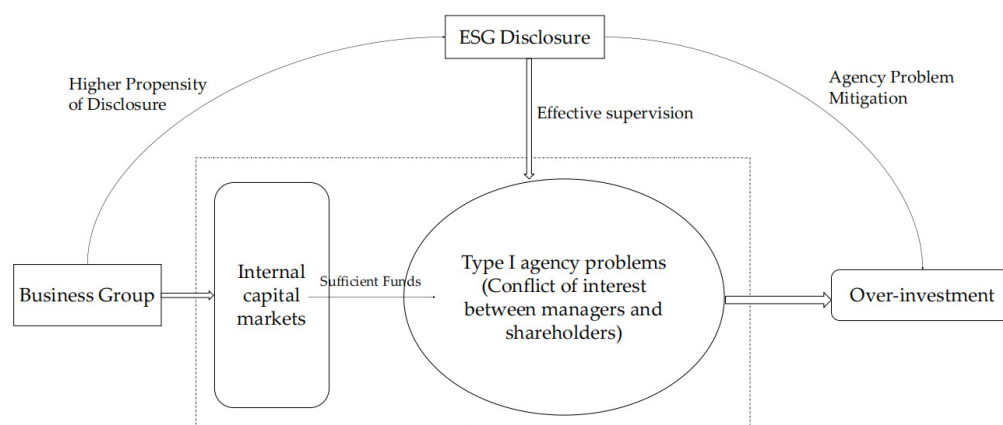 ESG Disclosure
Higher Propensity
of Disclosure
Agency Problem
Mitigation
Effective supervision
Business Group
Internal
capital
markets
Sufficient Funds
Type I agency problems
(Conflict of interest
between managers and
shareholders)
Over-investment